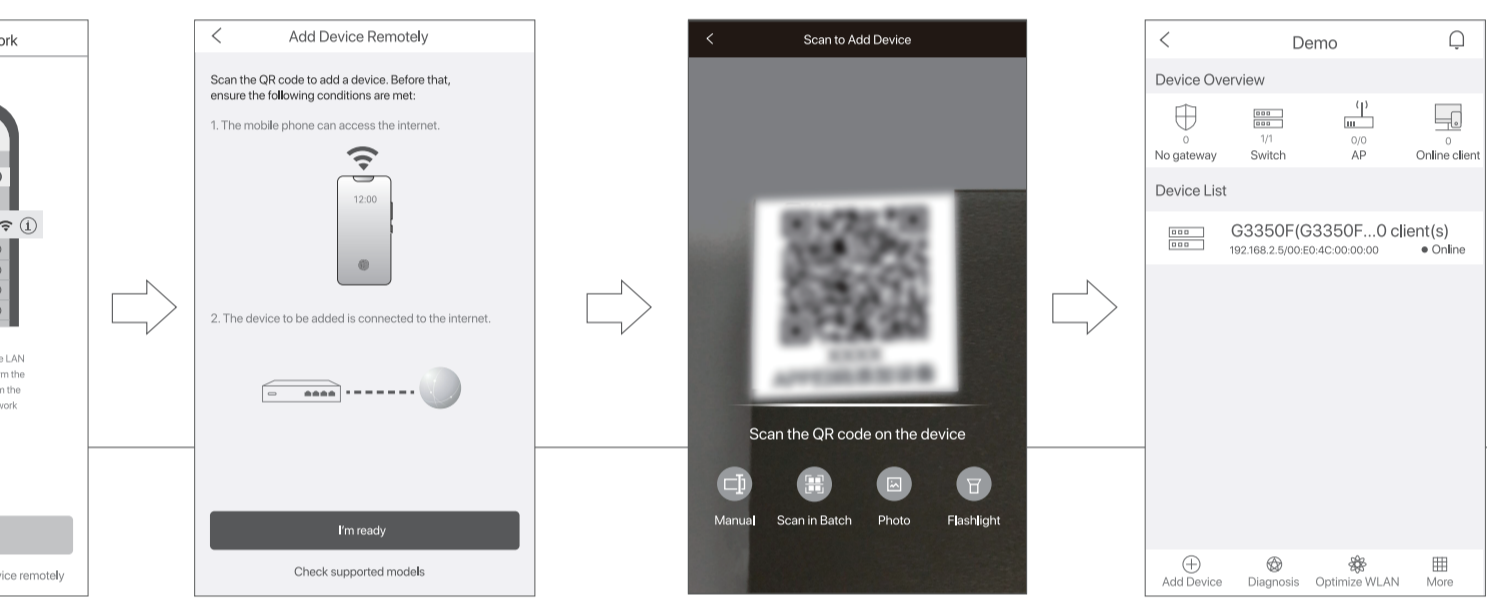 ork
e LAN
m the
n the
vork
vice remotely
Add Device Remotely
Scan the QR code to add a device. Before that,
ensure the following conditions are met:
1. The mobile phone can access the internet.
12:00
2. The device to be added is connected to the internet.
I'm ready
Check supported models
Scan to Add Device
Scan the QR code on the device
Manual Scan in Batch Photo Flashlight
Demo
Device Overview
0 1/1 0/0 0
No gateway Switch AP Online client
Device List
G3350F(G3350F...0 client(s)
192.168.2.5/00:E0:4C:00:00:00 Online
Add Device Diagnosis Optimize WLAN More